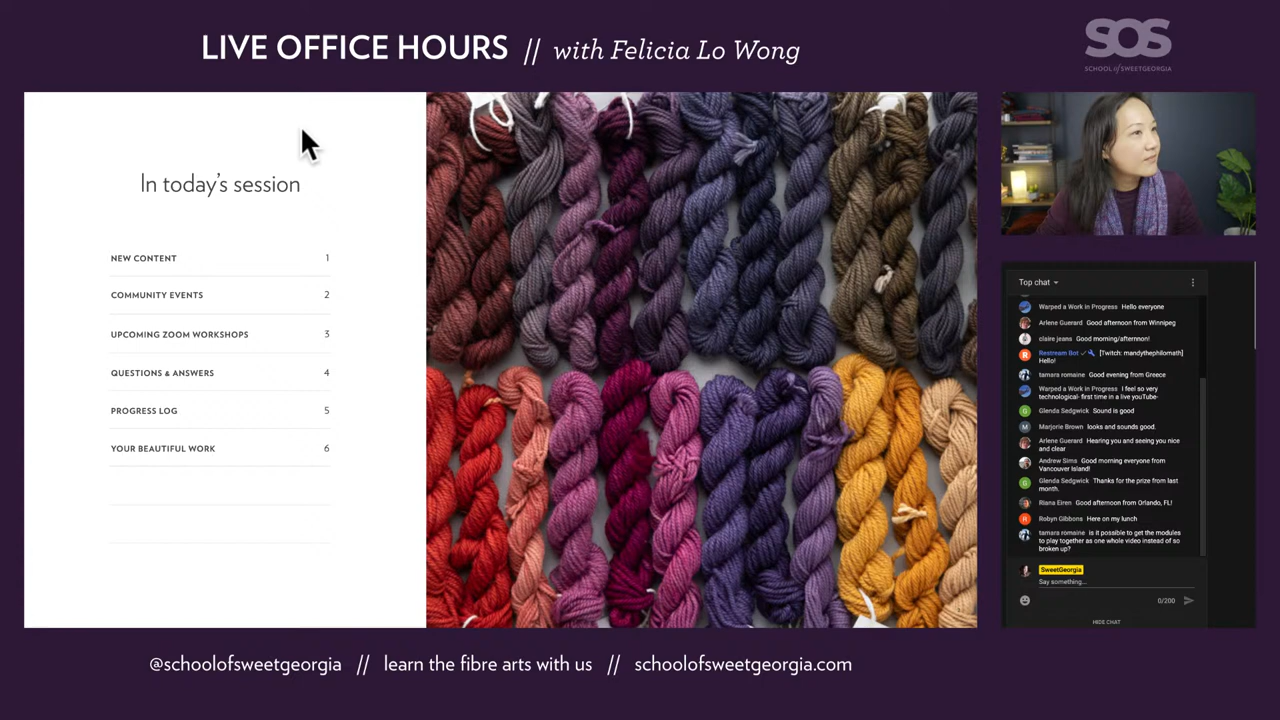 LIVE OFFICE HOURS // with Felicia Lo Wong
SOS
SCHOOL of SWEETGEORGIA
In today's session
NEW CONTENT 1
COMMUNITY EVENTS 2
UPCOMING ZOOM WORKSHOPS 3
QUESTIONS & ANSWERS 4
PROGRESS LOG 5
YOUR BEAUTIFUL WORK 6
Top chat
Warped a Work in Progress Hello everyone
Arlene Guerard Good afternoon from Winnipeg
claire jeans Good morning/afternnon!
R Restream Bot [Twitch: mandythephilomath]
Hello!
tamara romaine Good evening from Greece
Warped a Work in Progress I feel so very
technological- first time in a live youTube-
G Glenda Sedgwick Sound is good
M Marjorie Brown looks and sounds good.
Arlene Guerard Hearing you and seeing you nice
and clear
Andrew Sims Good morning everyone from
Vancouver Island!
G Glenda Sedgwick Thanks for the prize from last
month.
Riana Eiren Good afternoon from Orlando, FL!
R Robyn Gibbons Here on my lunch
tamara romaine is it possible to get the modules
to play together as one whole video instead of so
broken up?
SweetGeorgia
Say something...
0/200
HIDE CHAT
@schoolofsweetgeorgia // learn the fibre arts with us // schoolofsweetgeorgia.com